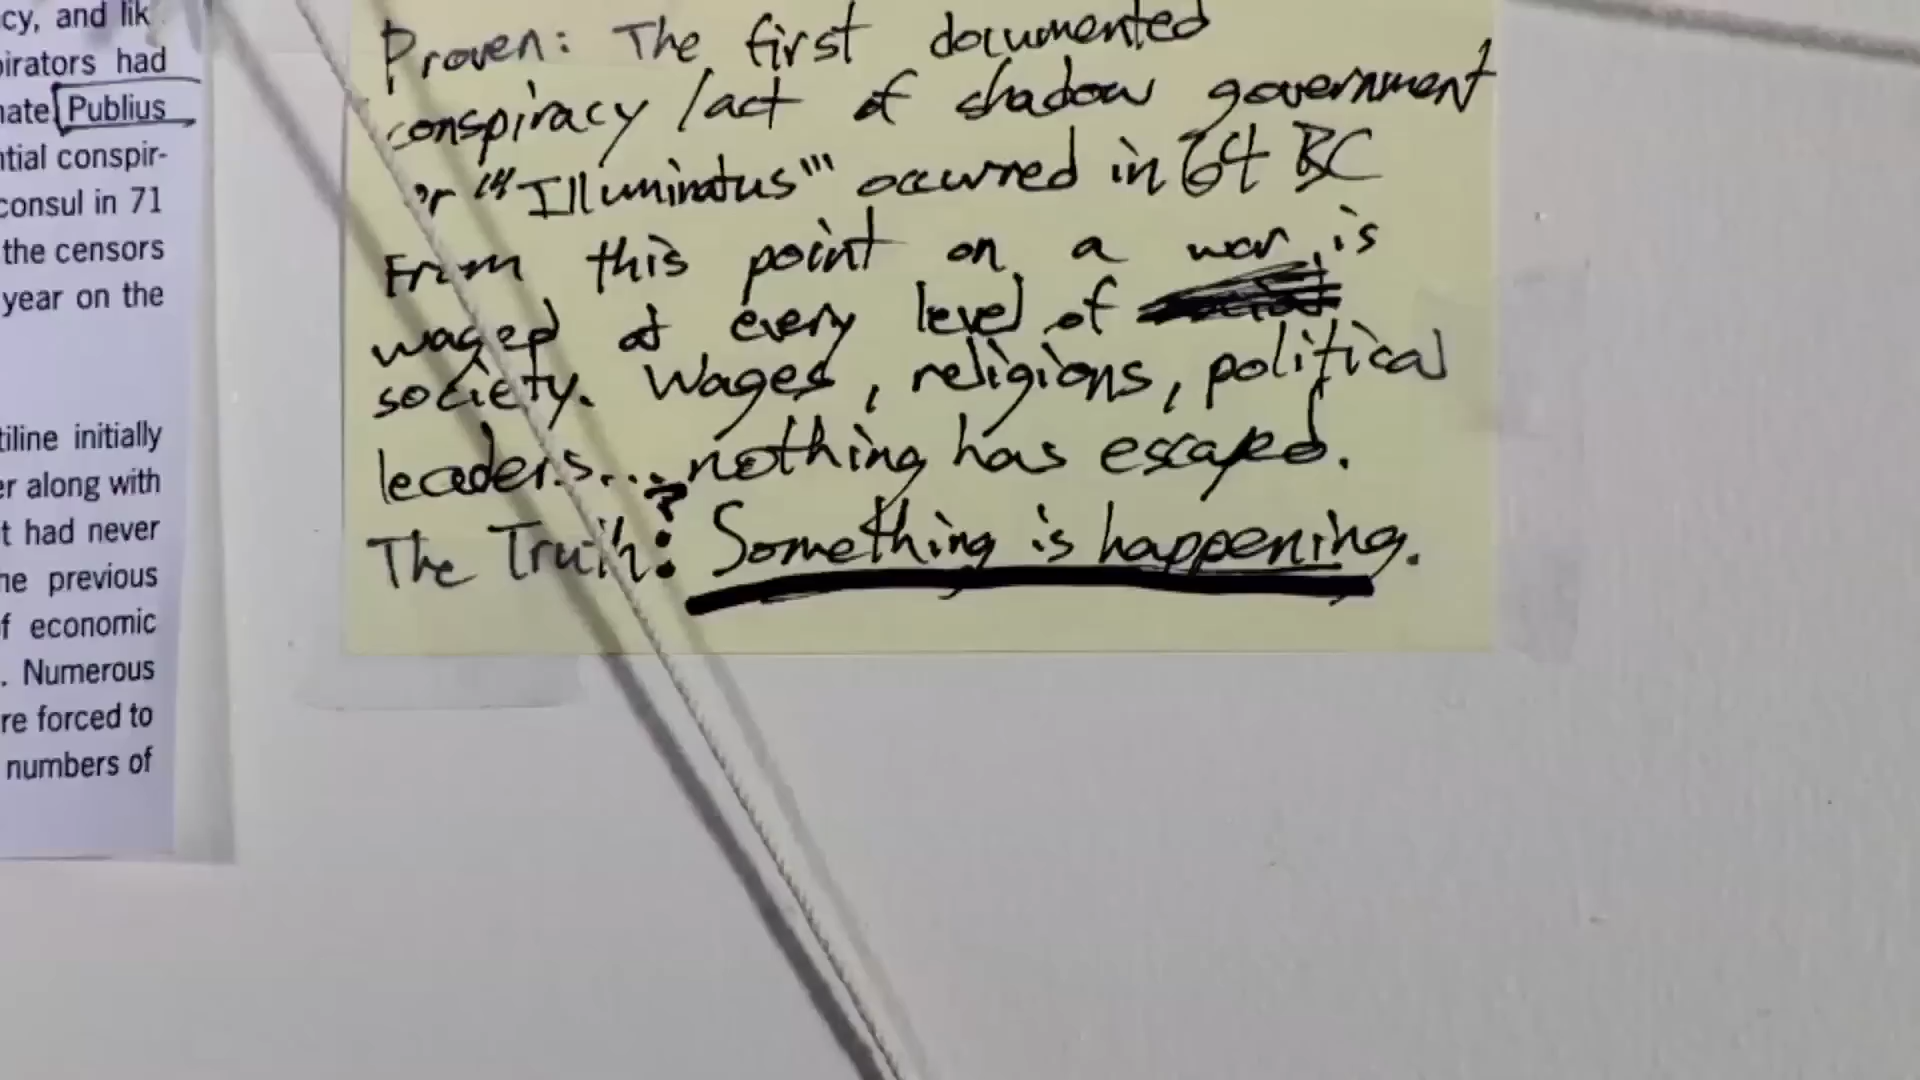 cy, and lik
pirators had
nate Publius
ntial conspir-
consul in 71
the censors
year on the
tiline initially
er along with
t had never
he previous
f economic
. Numerous
re forced to
numbers of
Proven: The first documented
conspiracy / act of shadow government
or "'"Illuminatus"'" occurred in 64 BC
From this point on a war is
waged at every level of
society. Wages, religions, political
leaders... nothing has escaped.
The Truth:? Something is happening.